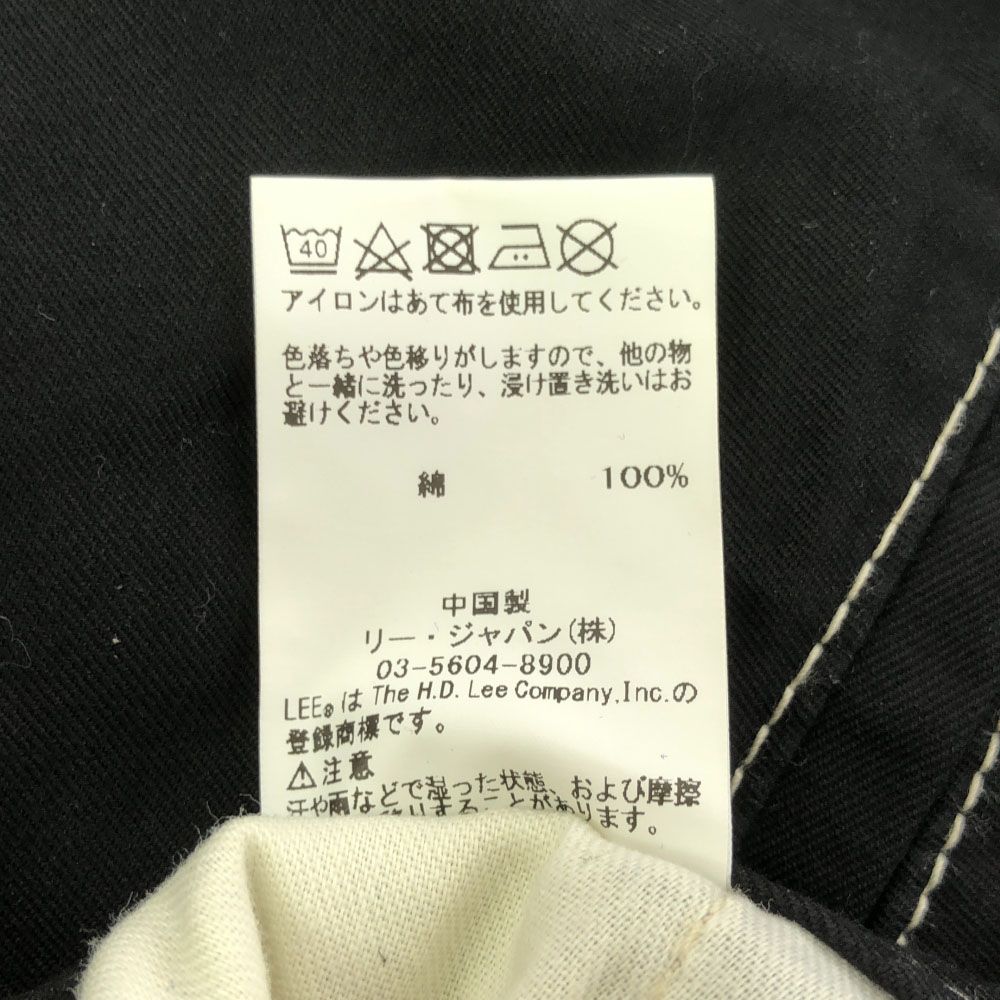 40
アイロンはあて布を使用してください。
色落ちや色移りがしますので、他の物
と一緒に洗ったり、浸け置き洗いはお
避けください。
綿 100%
中国製
リー・ジャパン(株)
03-5604-8900
LEE®は The H.D. Lee Company,Inc.の
登録商標です。
⚠注意
汗や雨などで湿った状態、および摩擦
することがあります。